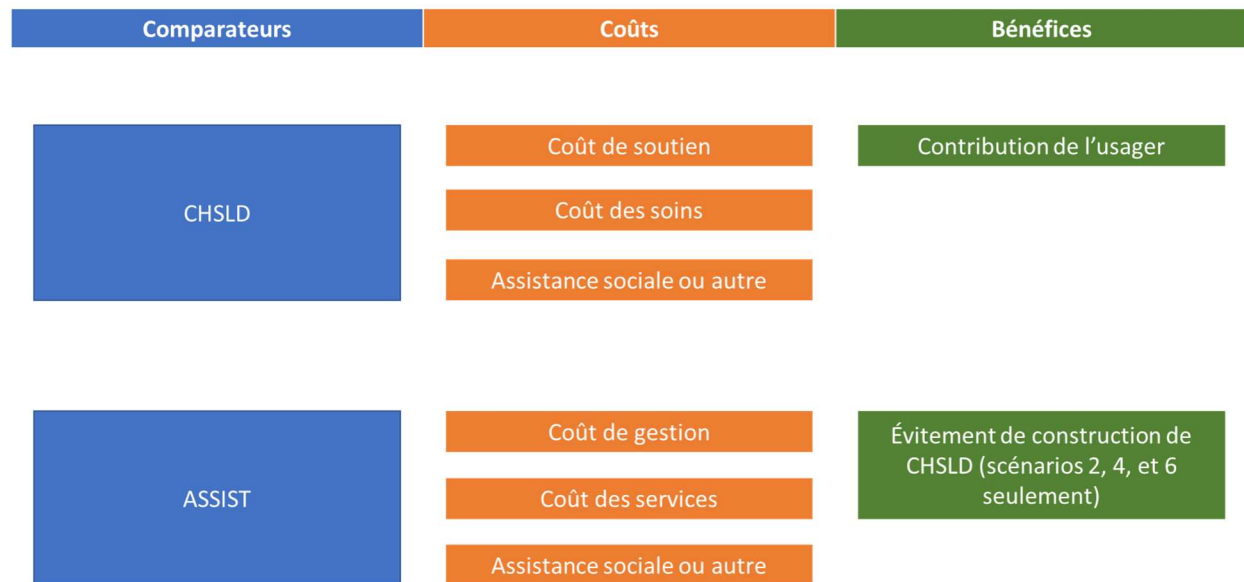 Comparateurs
Coûts
Bénéfices
CHSLD
Coût de soutien
Coût des soins
Assistance sociale ou autre
Contribution de l'usager
ASSIST
Coût de gestion
Coût des services
Assistance sociale ou autre
Évitement de construction de
CHSLD (scénarios 2, 4, et 6
seulement)